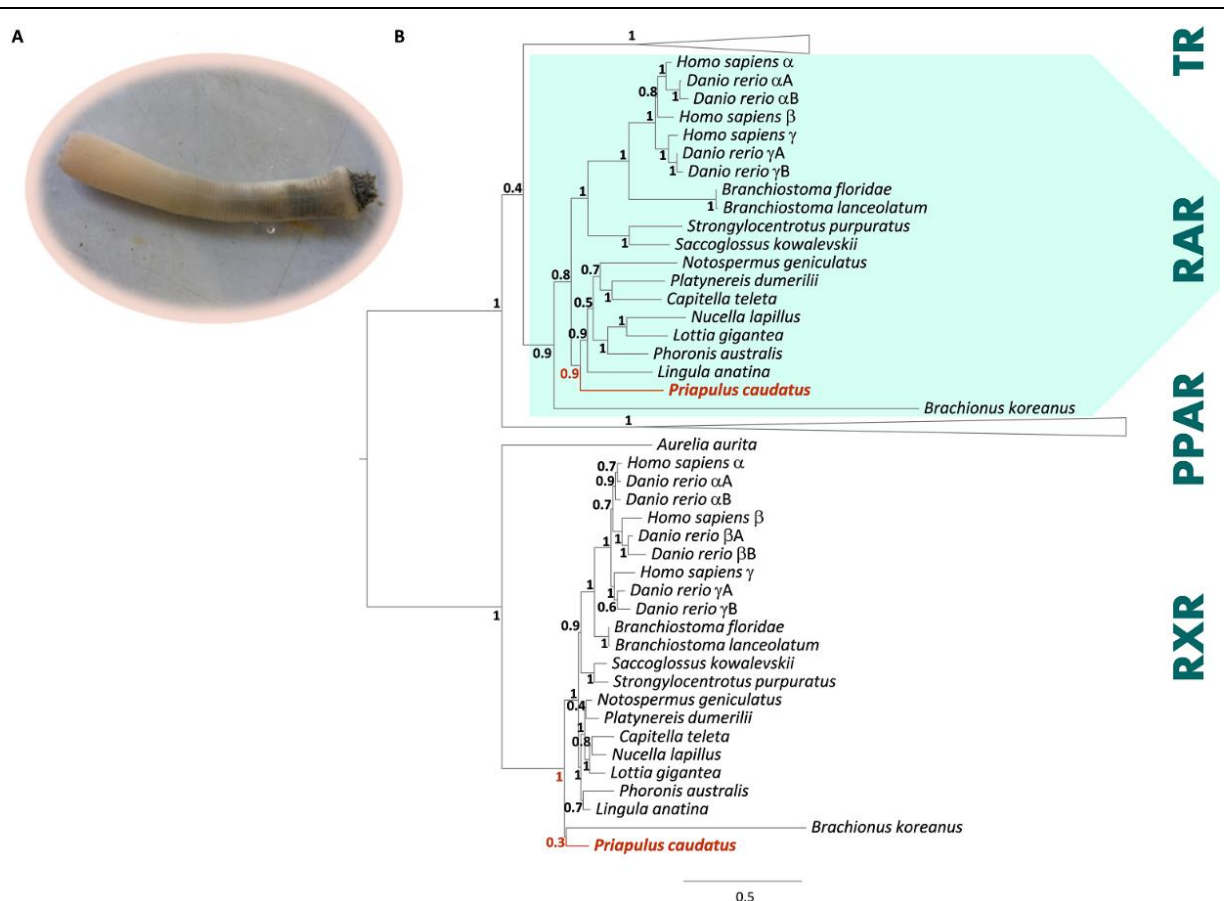 A
B
1
TR
Homo sapiens α
1
Danio rerio αA
1
Danio rerio αB
0.8
Homo sapiens β
1
Homo sapiens γ
1
Danio rerio γA
1
Danio rerio γB
1
Branchiostoma floridae
1
Branchiostoma lanceolatum
1
0.4
Strongylocentrotus purpuratus
1
Saccoglossus kowalevskii
RAR
0.7
Notospermus geniculatus
0.8
Platynereis dumerilii
1
Capitella teleta
1
0.5
1
Nucella lapillus
0.9
Lottia gigantea
1
Phoronis australis
0.9
0.9
Lingula anatina
Priapulus caudatus
Brachionus koreanus
1
PPAR
Aurelia aurita
0.7
Homo sapiens α
0.9
Danio rerio αA
Danio rerio αB
0.7
Homo sapiens β
1
1
Danio rerio βA
1
Danio rerio βB
Homo sapiens γ
1
1
Danio rerio γA
0.6
Danio rerio γB
1
0.9
Branchiostoma floridae
1
Branchiostoma lanceolatum
RXR
Saccoglossus kowalevskii
1
Strongylocentrotus purpuratus
1
0.4
Notospermus geniculatus
Platynereis dumerilii
1
0.8
Capitella teleta
Nucella lapillus
1
1
1
Lottia gigantea
Phoronis australis
0.7
Lingula anatina
Brachionus koreanus
0.3
Priapulus caudatus
0.5